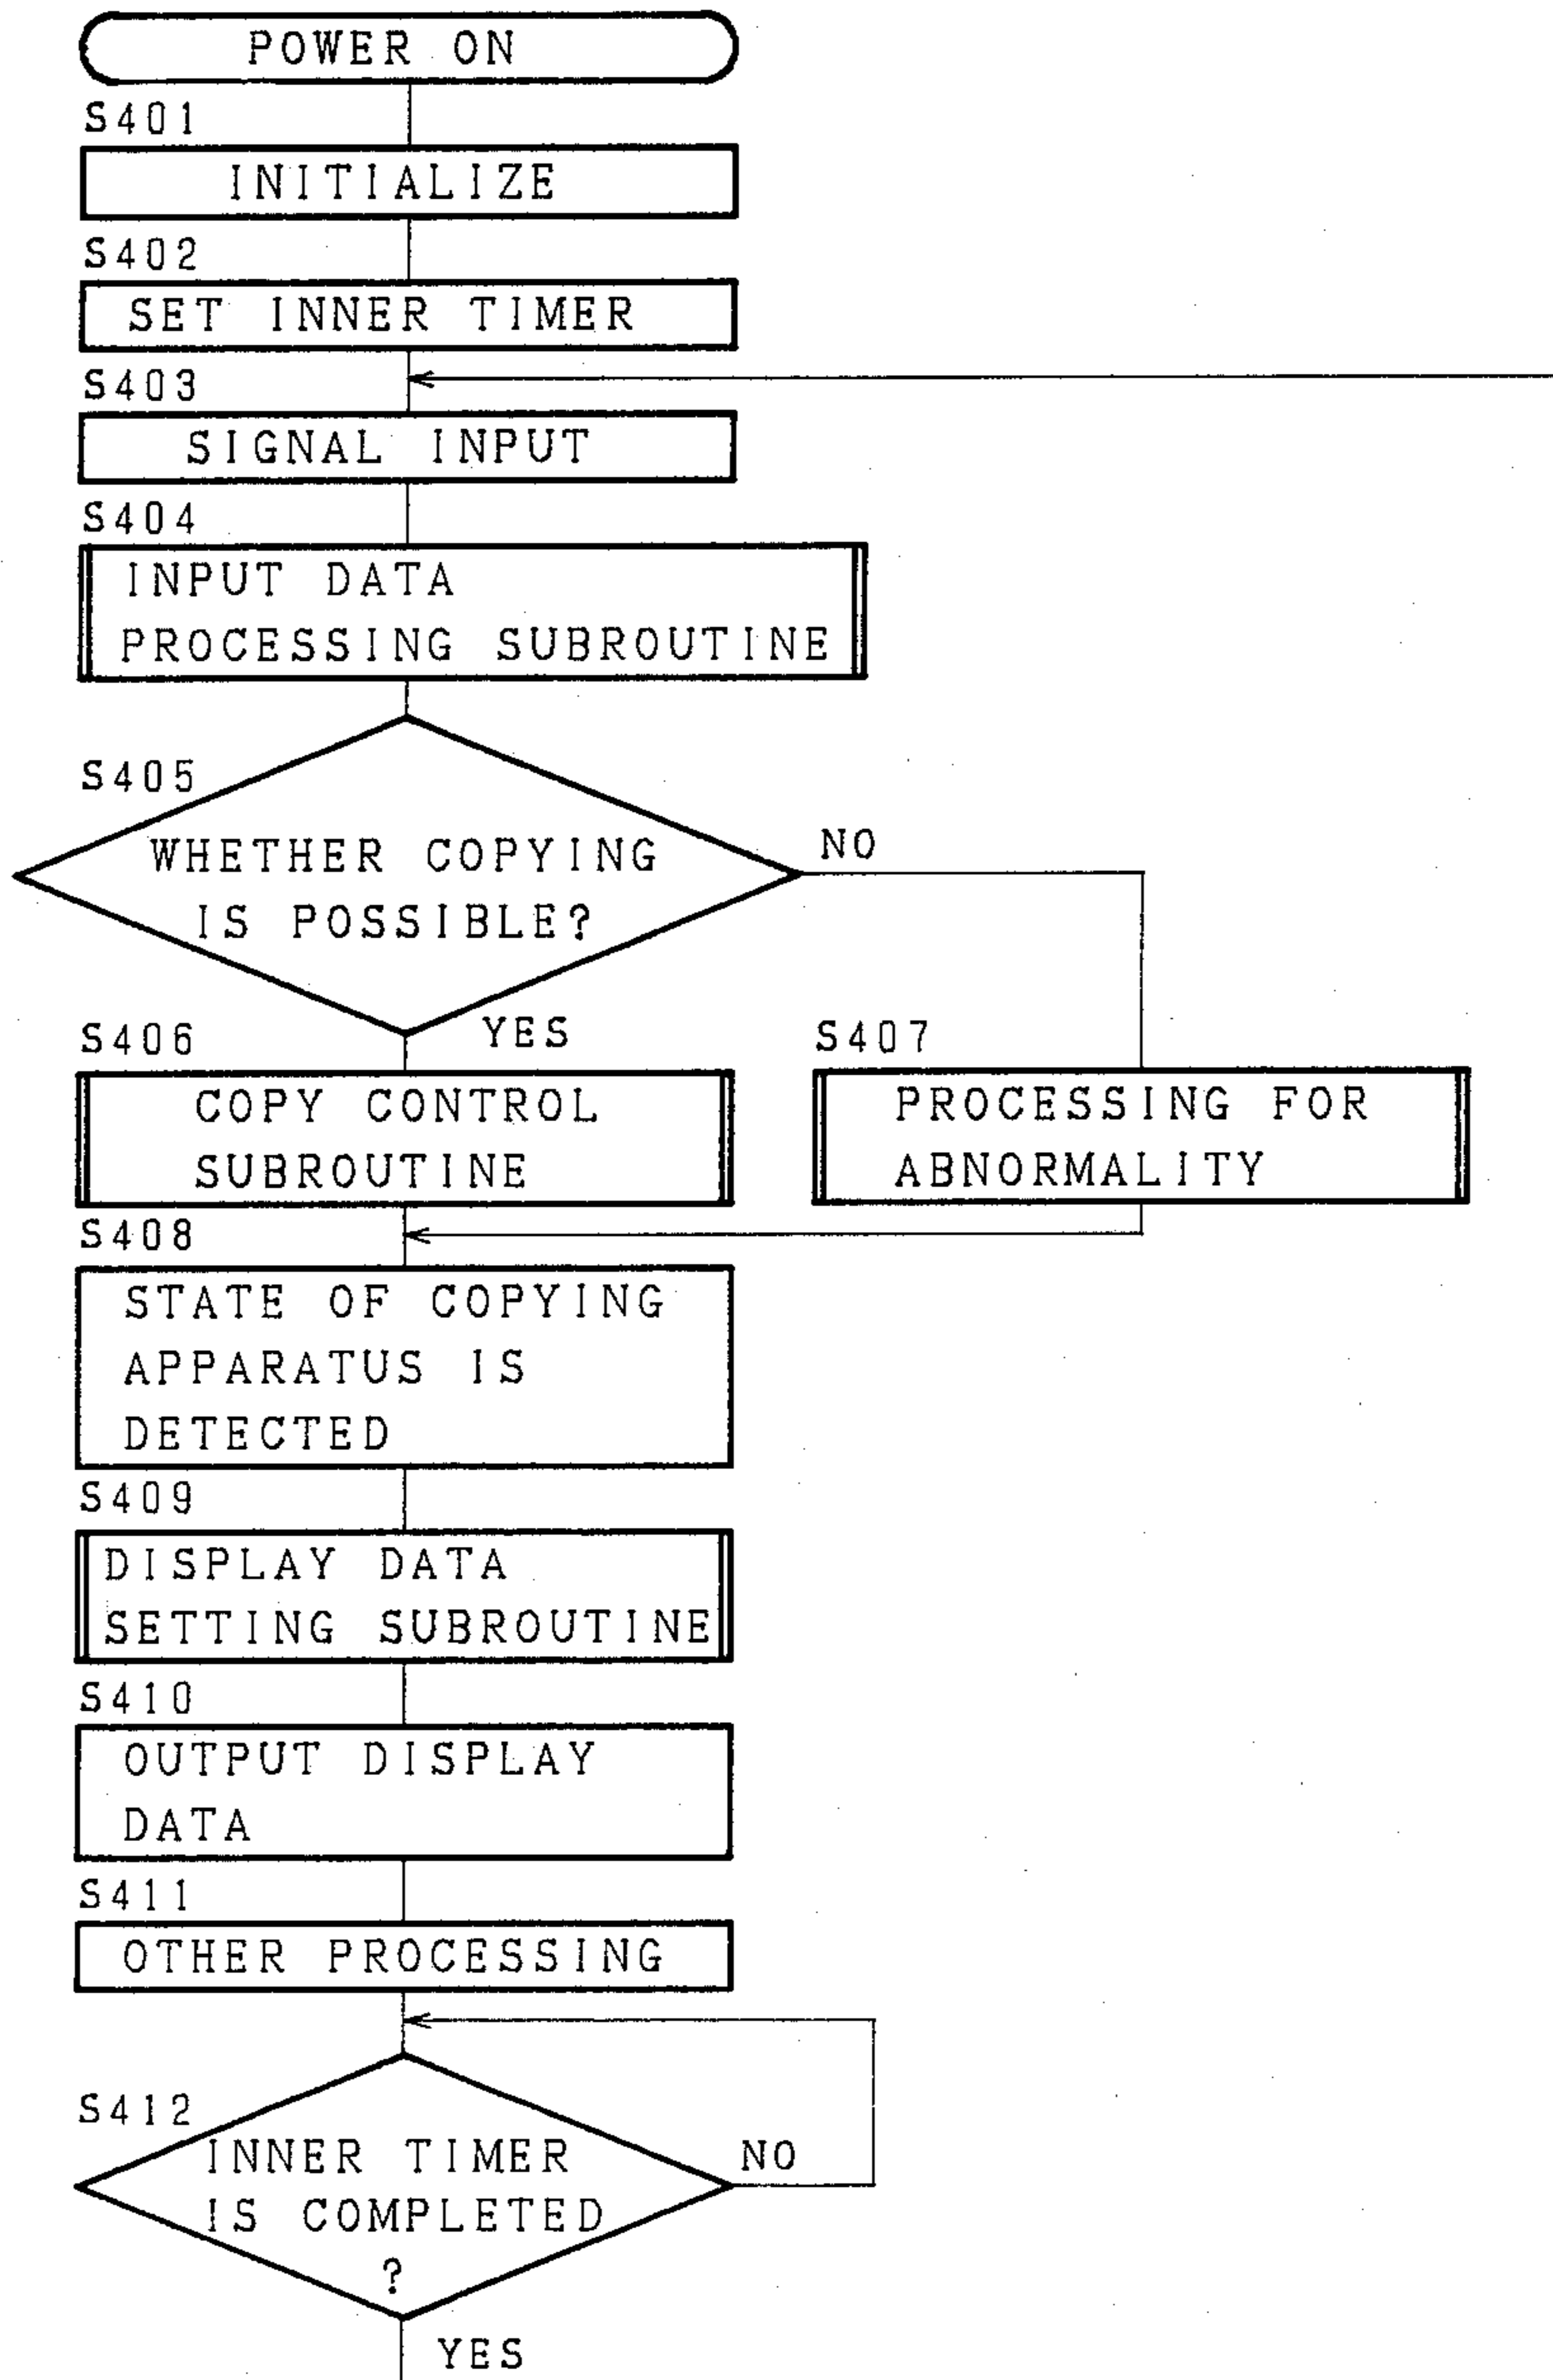 POWER ON
S401
INITIALIZE
S402
SET INNER TIMER
S403
SIGNAL INPUT
S404
INPUT DATA
PROCESSING SUBROUTINE
S405
WHETHER COPYING
IS POSSIBLE?
NO
YES
S406
COPY CONTROL
SUBROUTINE
S407
PROCESSING FOR
ABNORMALITY
S408
STATE OF COPYING
APPARATUS IS
DETECTED
S409
DISPLAY DATA
SETTING SUBROUTINE
S410
OUTPUT DISPLAY
DATA
S411
OTHER PROCESSING
S412
INNER TIMER
IS COMPLETED
?
NO
YES